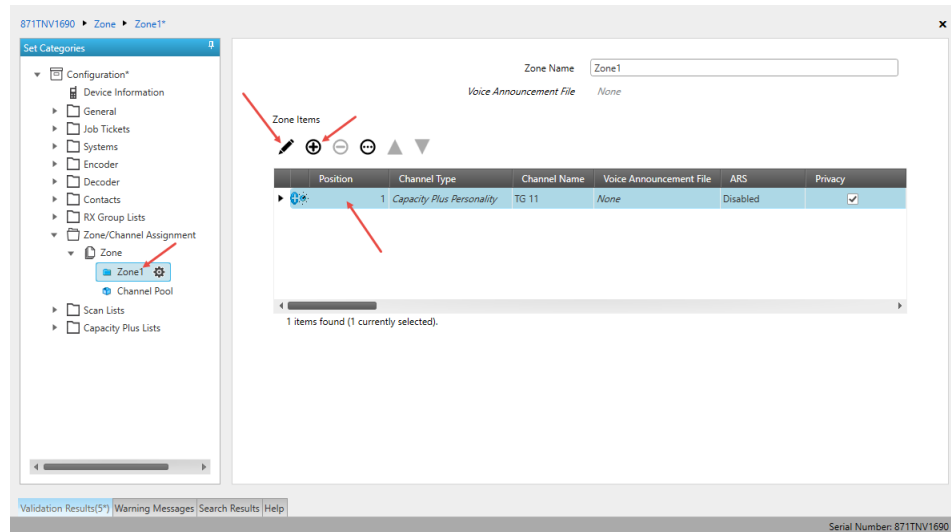 871TNV1690 ▸ Zone ▸ Zone1*
Set Categories
Configuration*
Device Information
General
Job Tickets
Systems
Encoder
Decoder
Contacts
RX Group Lists
Zone/Channel Assignment
Zone
Zone1
Channel Pool
Scan Lists
Capacity Plus Lists
Zone Name Zone1
Voice Announcement File None
Zone Items
Position Channel Type Channel Name Voice Announcement File ARS Privacy
1 Capacity Plus Personality TG 11 None Disabled
1 items found (1 currently selected).
Validation Results(5*) Warning Messages Search Results Help
Serial Number: 871TNV1690